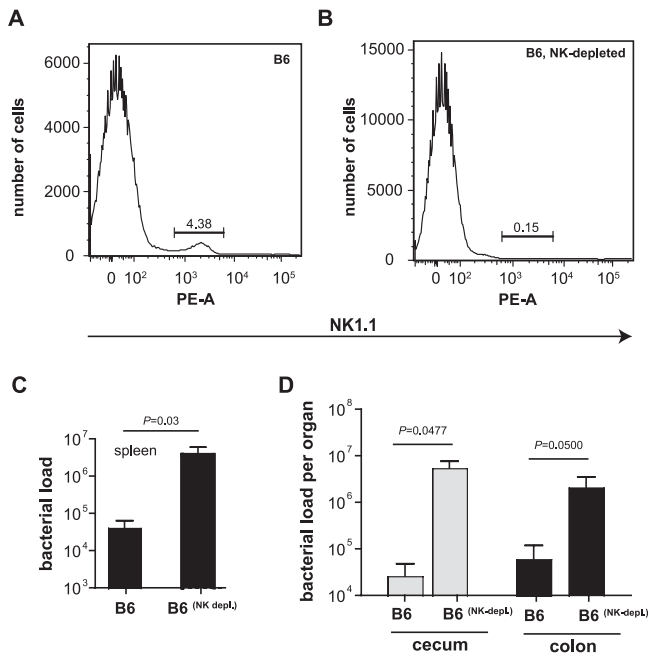 A
B6
number of cells
6000
4000
2000
0
4.38
0 10² 10³ 10⁴ 10⁵
PE-A
B
B6, NK-depleted
number of cells
15000
10000
5000
0
0.15
0 10² 10³ 10⁴ 10⁵
PE-A
NK1.1
C
P=0.03
spleen
bacterial load
10⁷
10⁶
10⁵
10⁴
10³
B6 B6 (NK depl.)
D
bacterial load per organ
10⁸
10⁷
10⁶
10⁵
10⁴
P=0.0477
P=0.0500
B6 B6 (NK-depl.) B6 B6 (NK-depl.)
cecum colon